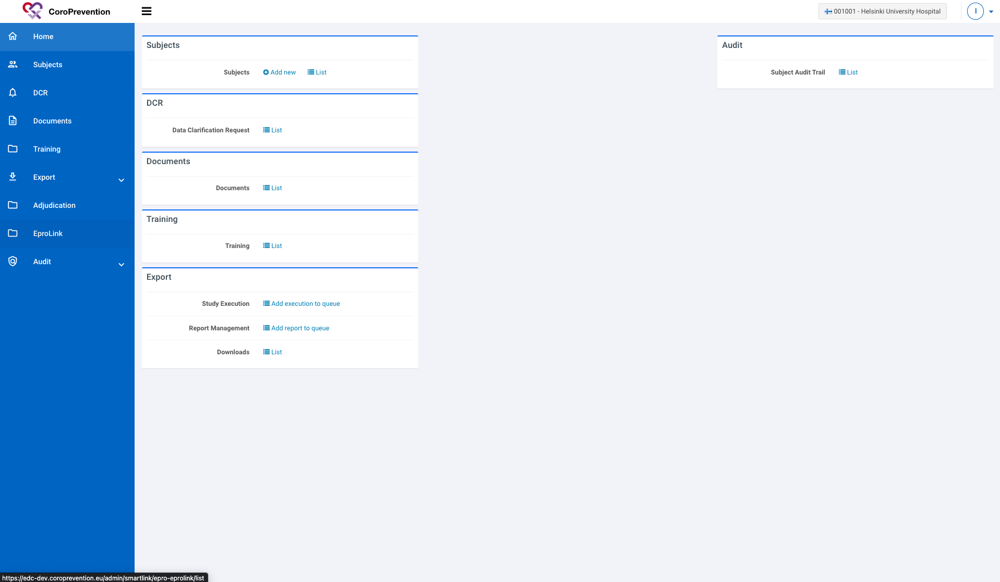 CoroPrevention
001001 - Helsinki University Hospital
I
Home
Subjects
DCR
Documents
Training
Export
Adjudication
EproLink
Audit
Subjects
Subjects Add new List
DCR
Data Clarification Request List
Documents
Documents List
Training
Training List
Export
Study Execution Add execution to queue
Report Management Add report to queue
Downloads List
Audit
Subject Audit Trail List
https://edc-dev.coroprevention.eu/admin/smartlink/epro-eprolink/list